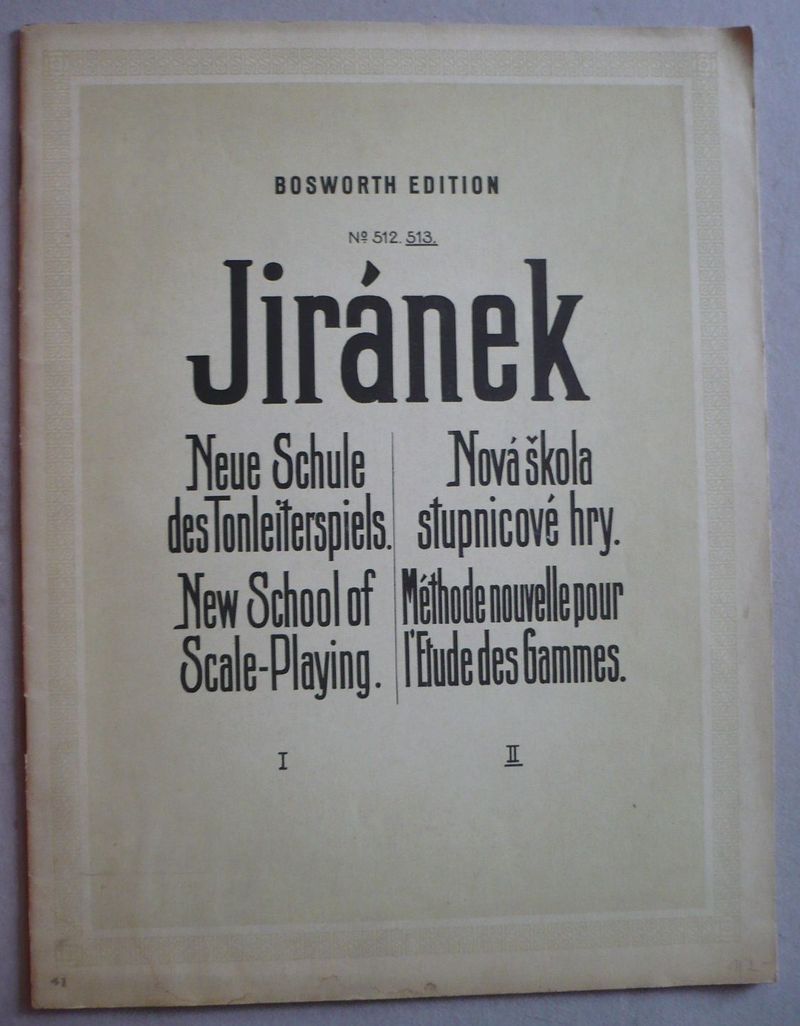 BOSWORTH EDITION
Nº 512. 513.
Jiránek
Neue Schule
des Tonleiterspiels.
New School of
Scale-Playing.
I
Nová škola
stupnicové hry.
Méthode nouvelle pour
l'Etude des Gammes.
II
41